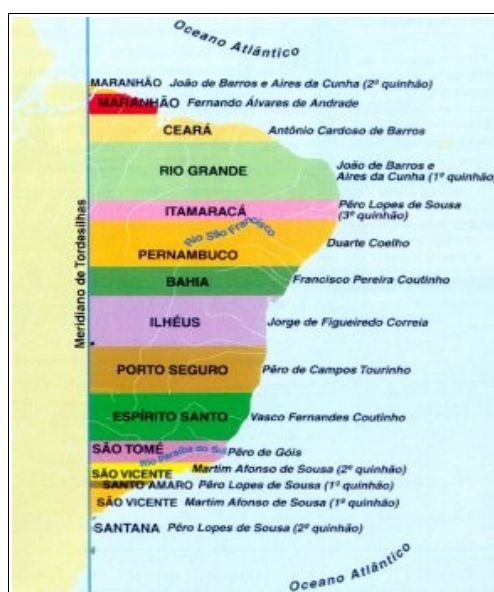 Oceano Atlântico
MARANHÃO João de Barros e Aires da Cunha (2º quinhão)
MARANHÃO Fernando Álvares de Andrade
CEARÁ Antônio Cardoso de Barros
RIO GRANDE João de Barros e
Aires da Cunha (1º quinhão)
ITAMARACÁ Pêro Lopes de Sousa
(3º quinhão)
Rio São Francisco
Duarte Coelho
PERNAMBUCO
BAHIA Francisco Pereira Coutinho
Meridiano de Tordesilhas
ILHÉUS Jorge de Figueiredo Correia
PORTO SEGURO Pêro de Campos Tourinho
ESPÍRITO SANTO Vasco Fernandes Coutinho
SÃO TOMÉ Rio Paraíba do Sul Pêro de Góis
SÃO VICENTE Martim Afonso de Sousa (2º quinhão)
SANTO AMARO Pêro Lopes de Sousa (1º quinhão)
SÃO VICENTE Martim Afonso de Sousa (1º quinhão)
SANTANA Pêro Lopes de Sousa (2º quinhão)
Oceano Atlântico